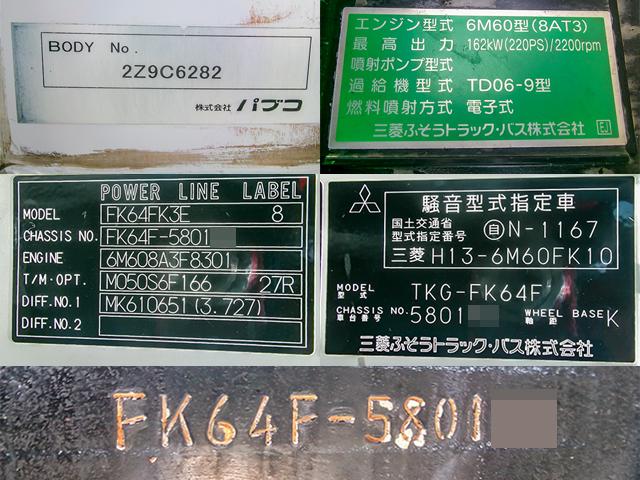 BODY No.
2Z9C6282
株式会社 パブコ
エンジン型式 6M60型(8AT3)
最高出力 162kW(220PS)/2200rpm
噴射ポンプ型式
過給機型式 TD06-9型
燃料噴射方式 電子式
三菱ふそうトラック・バス株式会社 EJ
POWER LINE LABEL
MODEL FK64FK3E 8
CHASSIS NO. FK64F-5801
ENGINE 6M608A3F8301
T/M・OPT. M050S6F166 27R
DIFF.NO.1 MK610651(3.727)
DIFF.NO.2
騒音型式指定車
国土交通省
型式指定番号 自N-1167
三菱 H13-6M60FK10
MODEL
型式 TKG-FK64F
CHASSIS NO.
車台番号 5801
WHEEL BASE
軸距 K
三菱ふそうトラック・バス株式会社
FK64F-5801